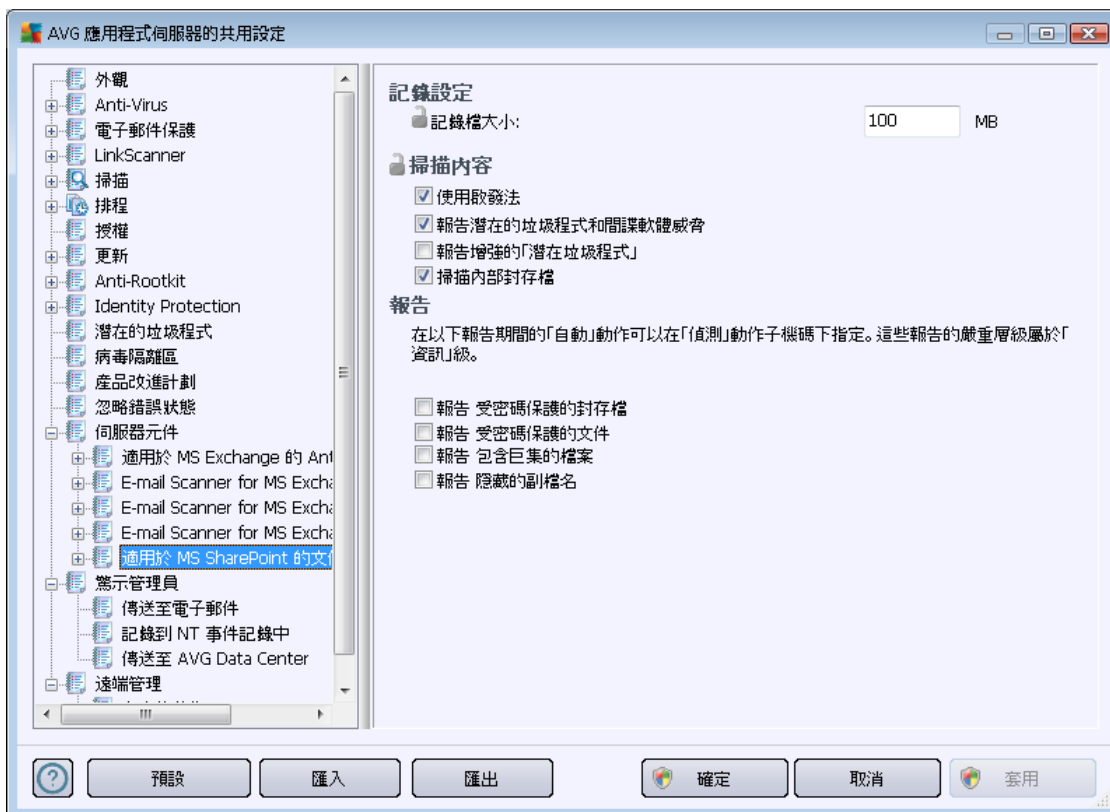 AVG 應用程式伺服器的共用設定
外觀
Anti-Virus
電子郵件保護
LinkScanner
掃描
排程
授權
更新
Anti-Rootkit
Identity Protection
潛在的垃圾程式
病毒隔離區
產品改進計劃
忽略錯誤狀態
伺服器元件
適用於 MS Exchange 的 Ant
E-mail Scanner for MS Excha
E-mail Scanner for MS Excha
E-mail Scanner for MS Excha
適用於 MS SharePoint 的文件
警示管理員
傳送至電子郵件
記錄到 NT 事件記錄中
傳送至 AVG Data Center
遠端管理
記錄設定
記錄檔大小:
100 MB
掃描內容
使用啟發法
報告潛在的垃圾程式和間諜軟體威脅
報告增強的「潛在垃圾程式」
掃描內部封存檔
報告
在以下報告期間的「自動」動作可以在「偵測」動作子機碼下指定。這些報告的嚴重層級屬於「
資訊」級。
報告 受密碼保護的封存檔
報告 受密碼保護的文件
報告 包含巨集的檔案
報告 隱藏的副檔名
預設
匯入
匯出
確定
取消
套用